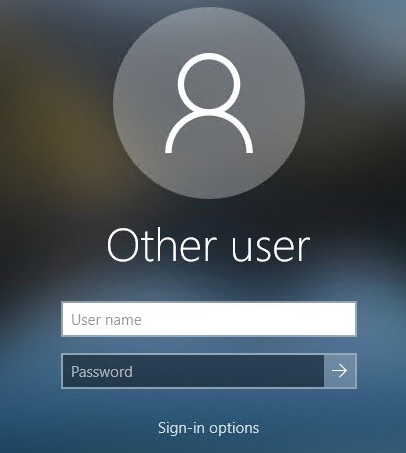 Other user
User name
Password
Sign-in options